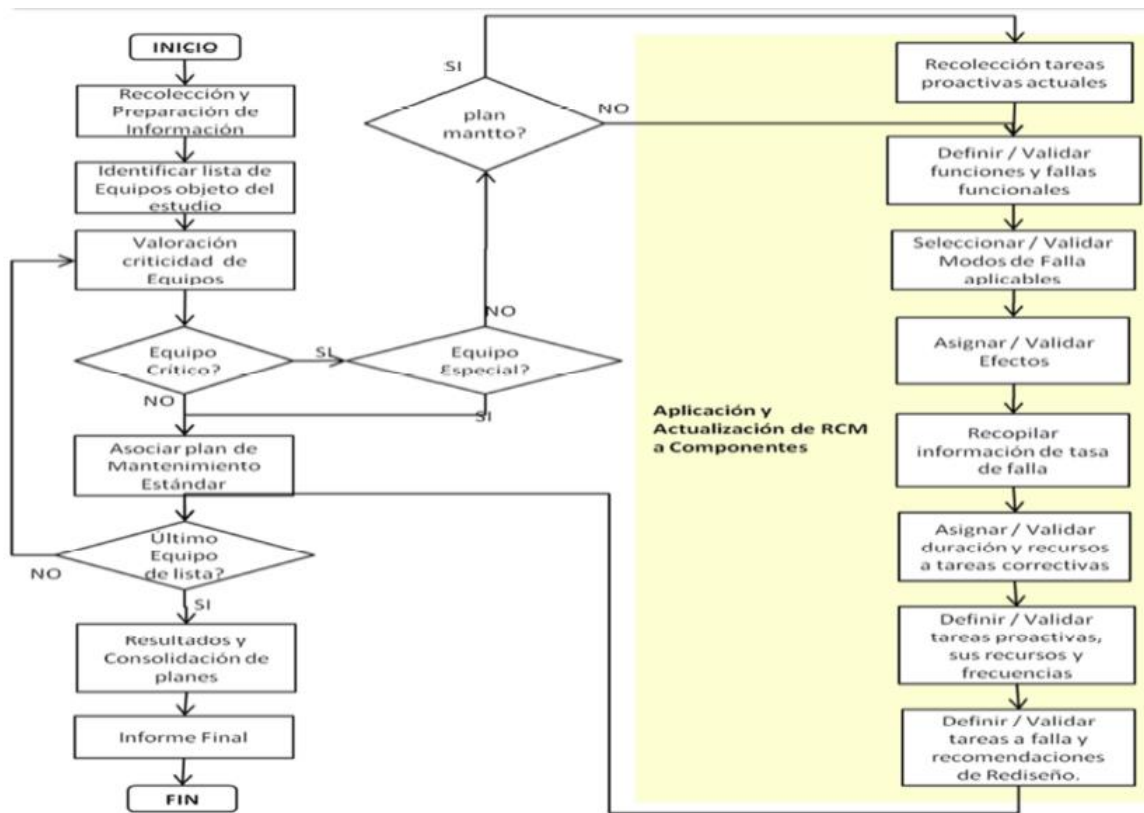 INICIO
Recolección y
Preparación de
Información
Identificar lista de
Equipos objeto del
estudio
Valoración
criticidad de
Equipos
Equipo
Crítico?
SI
NO
Equipo
Especial?
NO
SI
Asociar plan de
Mantenimiento
Estándar
Último
Equipo
de lista?
NO
SI
Resultados y
Consolidación de
planes
Informe Final
FIN
plan
mantto?
SI
NO
Aplicación y
Actualización de RCM
a Componentes
Recolección tareas
proactivas actuales
Definir / Validar
funciones y fallas
funcionales
Seleccionar / Validar
Modos de Falla
aplicables
Asignar / Validar
Efectos
Recopilar
información de tasa
de falla
Asignar / Validar
duración y recursos
a tareas correctivas
Definir / Validar
tareas proactivas,
sus recursos y
frecuencias
Definir / Validar
tareas a falla y
recomendaciones
de Rediseño.